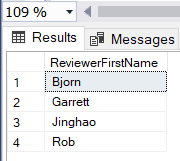 109 %
Results Messages
ReviewerFirstName
1 Bjorn
2 Garrett
3 Jinghao
4 Rob